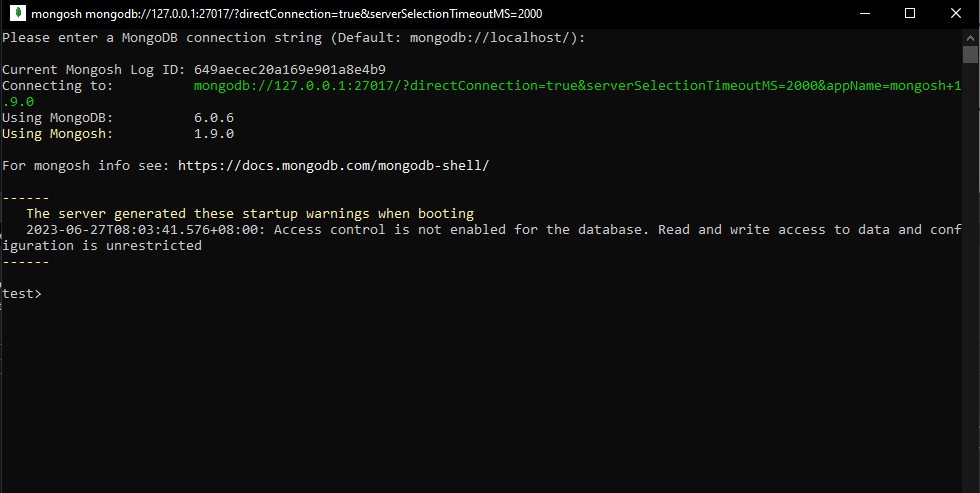 mongosh mongodb://127.0.0.1:27017/?directConnection=true&serverSelectionTimeoutMS=2000
Please enter a MongoDB connection string (Default: mongodb://localhost/):
Current Mongosh Log ID: 649aecec20a169e901a8e4b9
Connecting to:          mongodb://127.0.0.1:27017/?directConnection=true&serverSelectionTimeoutMS=2000&appName=mongosh+1
.9.0
Using MongoDB:          6.0.6
Using Mongosh:          1.9.0
For mongosh info see: https://docs.mongodb.com/mongodb-shell/
------
   The server generated these startup warnings when booting
   2023-06-27T08:03:41.576+08:00: Access control is not enabled for the database. Read and write access to data and conf
iguration is unrestricted
------
test>